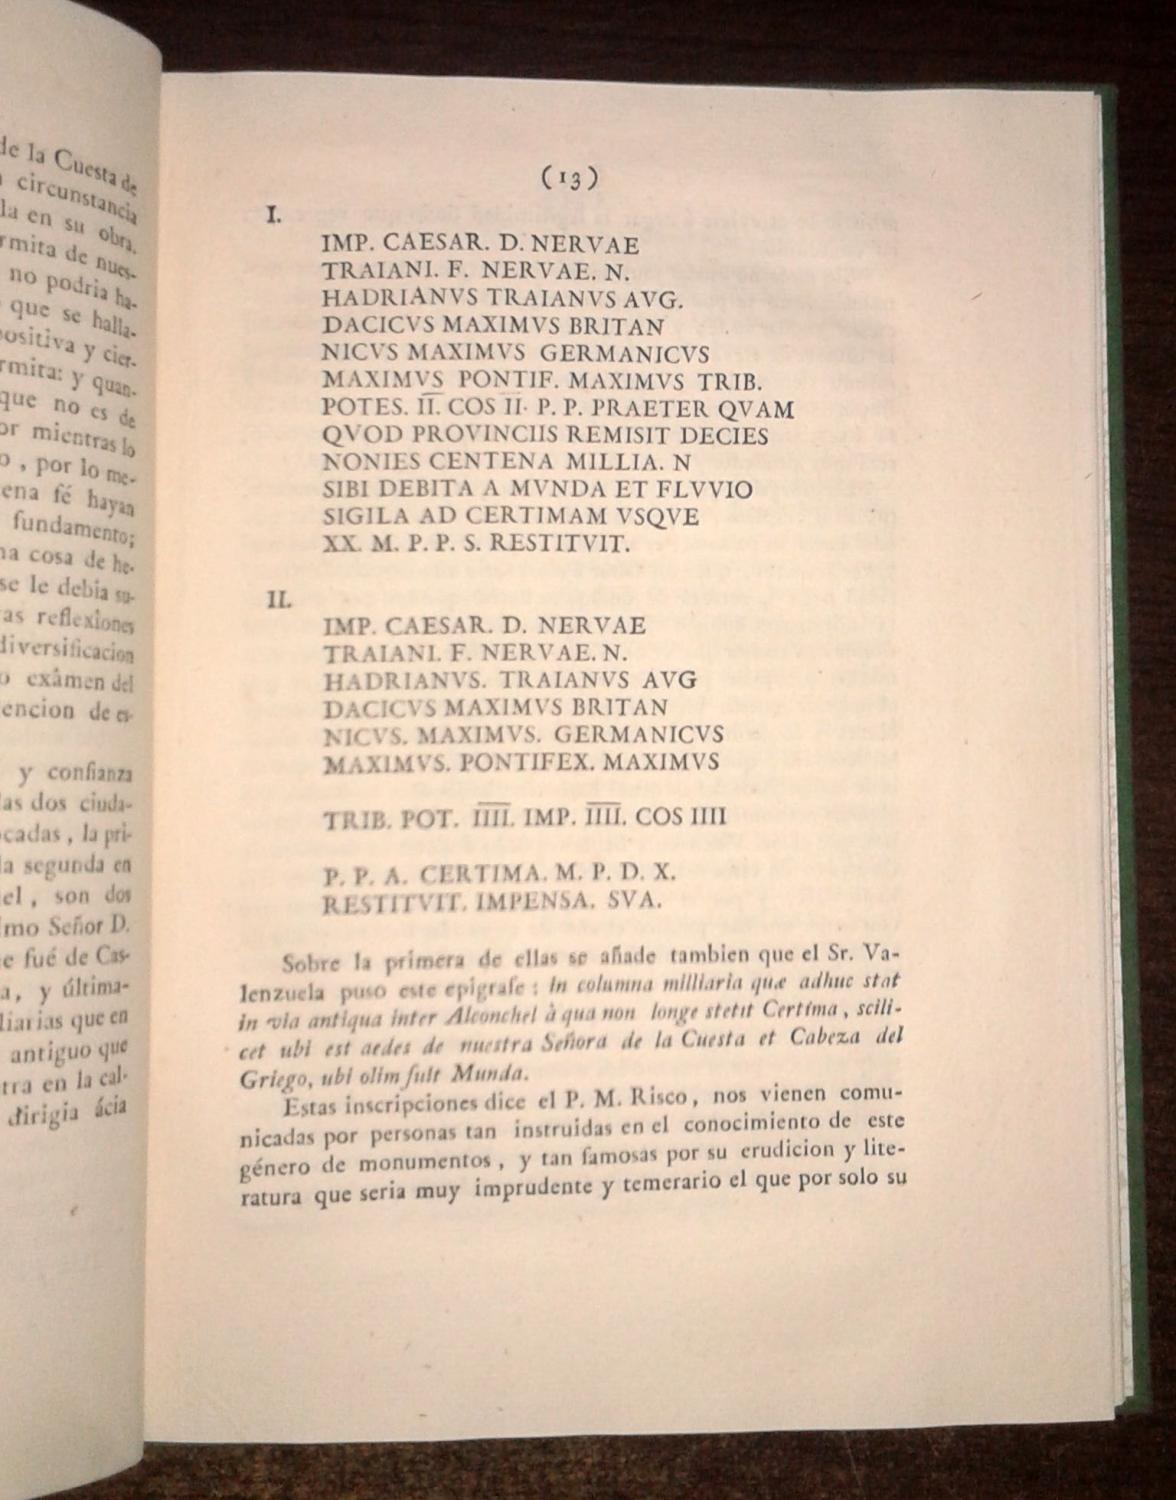 de la Cuesta de
circunstancia
la en su obra.
rmita de nues-
no podria ha-
que se halla-
ositiva y cier-
rmita: y quan-
que no es de
or mientras lo
o, por lo me-
ena fé hayan
fundamento;
na cosa de he-
se le debia su-
as reflexîones
diversificacion
o exâmen del
encion de es-
y confianza
las dos ciuda-
ocadas, la pri-
la segunda en
el, son dos
imo Señor D.
e fué de Cas-
a, y última-
liarias que en
antiguo que
tra en la cal-
dirigia ácia
(13)
I.
IMP. CAESAR. D. NERVAE
TRAIANI. F. NERVAE. N.
HADRIANVS TRAIANVS AVG.
DACICVS MAXIMVS BRITAN
NICVS MAXIMVS GERMANICVS
MAXIMVS PONTIF. MAXIMVS TRIB.
POTES. I̅I̅. COS I̅I̅· P. P. PRAETER QVAM
QVOD PROVINCIIS REMISIT DECIES
NONIES CENTENA MILLIA. N
SIBI DEBITA A MVNDA ET FLVVIO
SIGILA AD CERTIMAM VSQVE
XX. M. P. P. S. RESTITVIT.
II.
IMP. CAESAR. D. NERVAE
TRAIANI. F. NERVAE. N.
HADRIANVS. TRAIANVS AVG
DACICVS MAXIMVS BRITAN
NICVS. MAXIMVS. GERMANICVS
MAXIMVS. PONTIFEX. MAXIMVS
TRIB. POT. I̅I̅I̅I̅. IMP. I̅I̅I̅I̅. COS IIII
P. P. A. CERTIMA. M. P. D. X.
RESTITVIT. IMPENSA. SVA.
Sobre la primera de ellas se añade tambien que el Sr. Va-
lenzuela puso este epigrafe: in columna milliaria quæ adhuc stat
in via antiqua inter Alconchel à qua non longe stetit Certima, scili-
cet ubi est aedes de nuestra Señora de la Cuesta et Cabeza del
Griego, ubi olim fuit Munda.
Estas inscripciones dice el P. M. Risco, nos vienen comu-
nicadas por personas tan instruidas en el conocimiento de este
género de monumentos, y tan famosas por su erudicion y lite-
ratura que seria muy imprudente y temerario el que por solo su